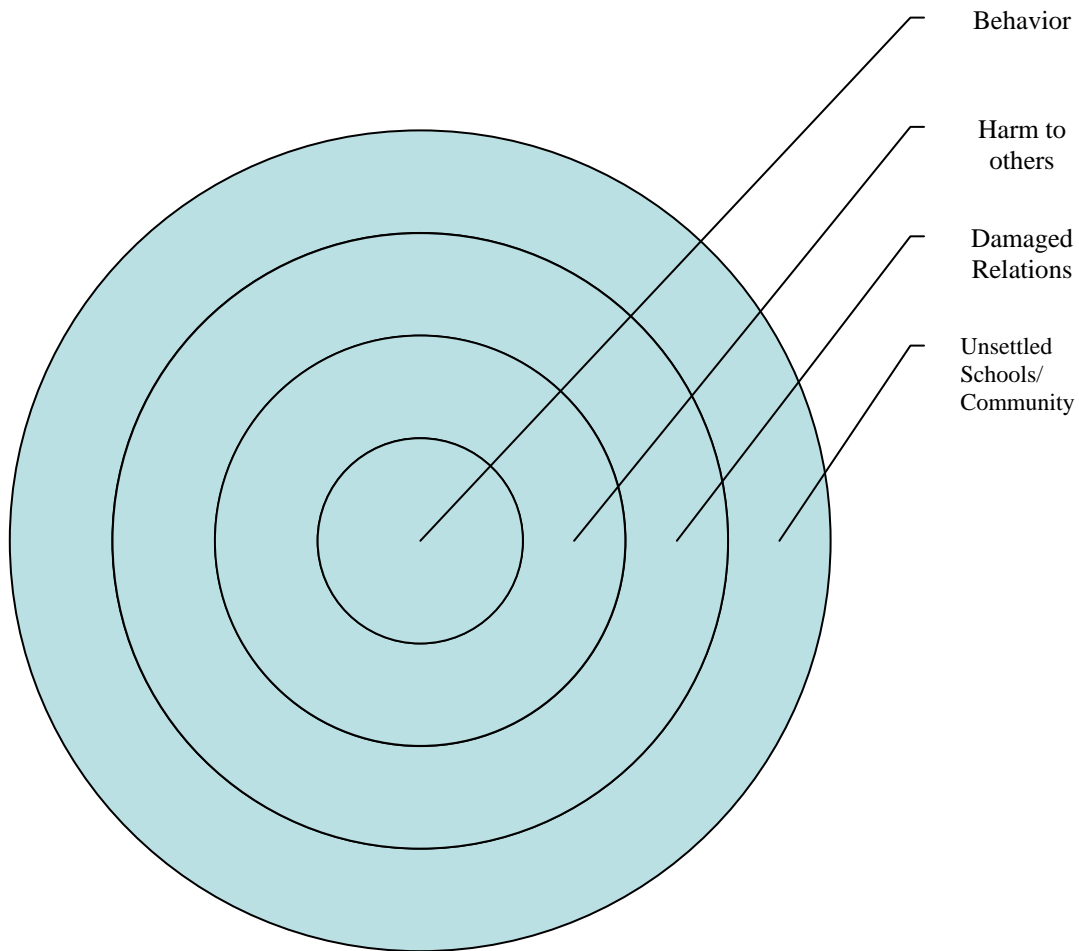 Behavior
Harm to
others
Damaged
Relations
Unsettled
Schools/
Community